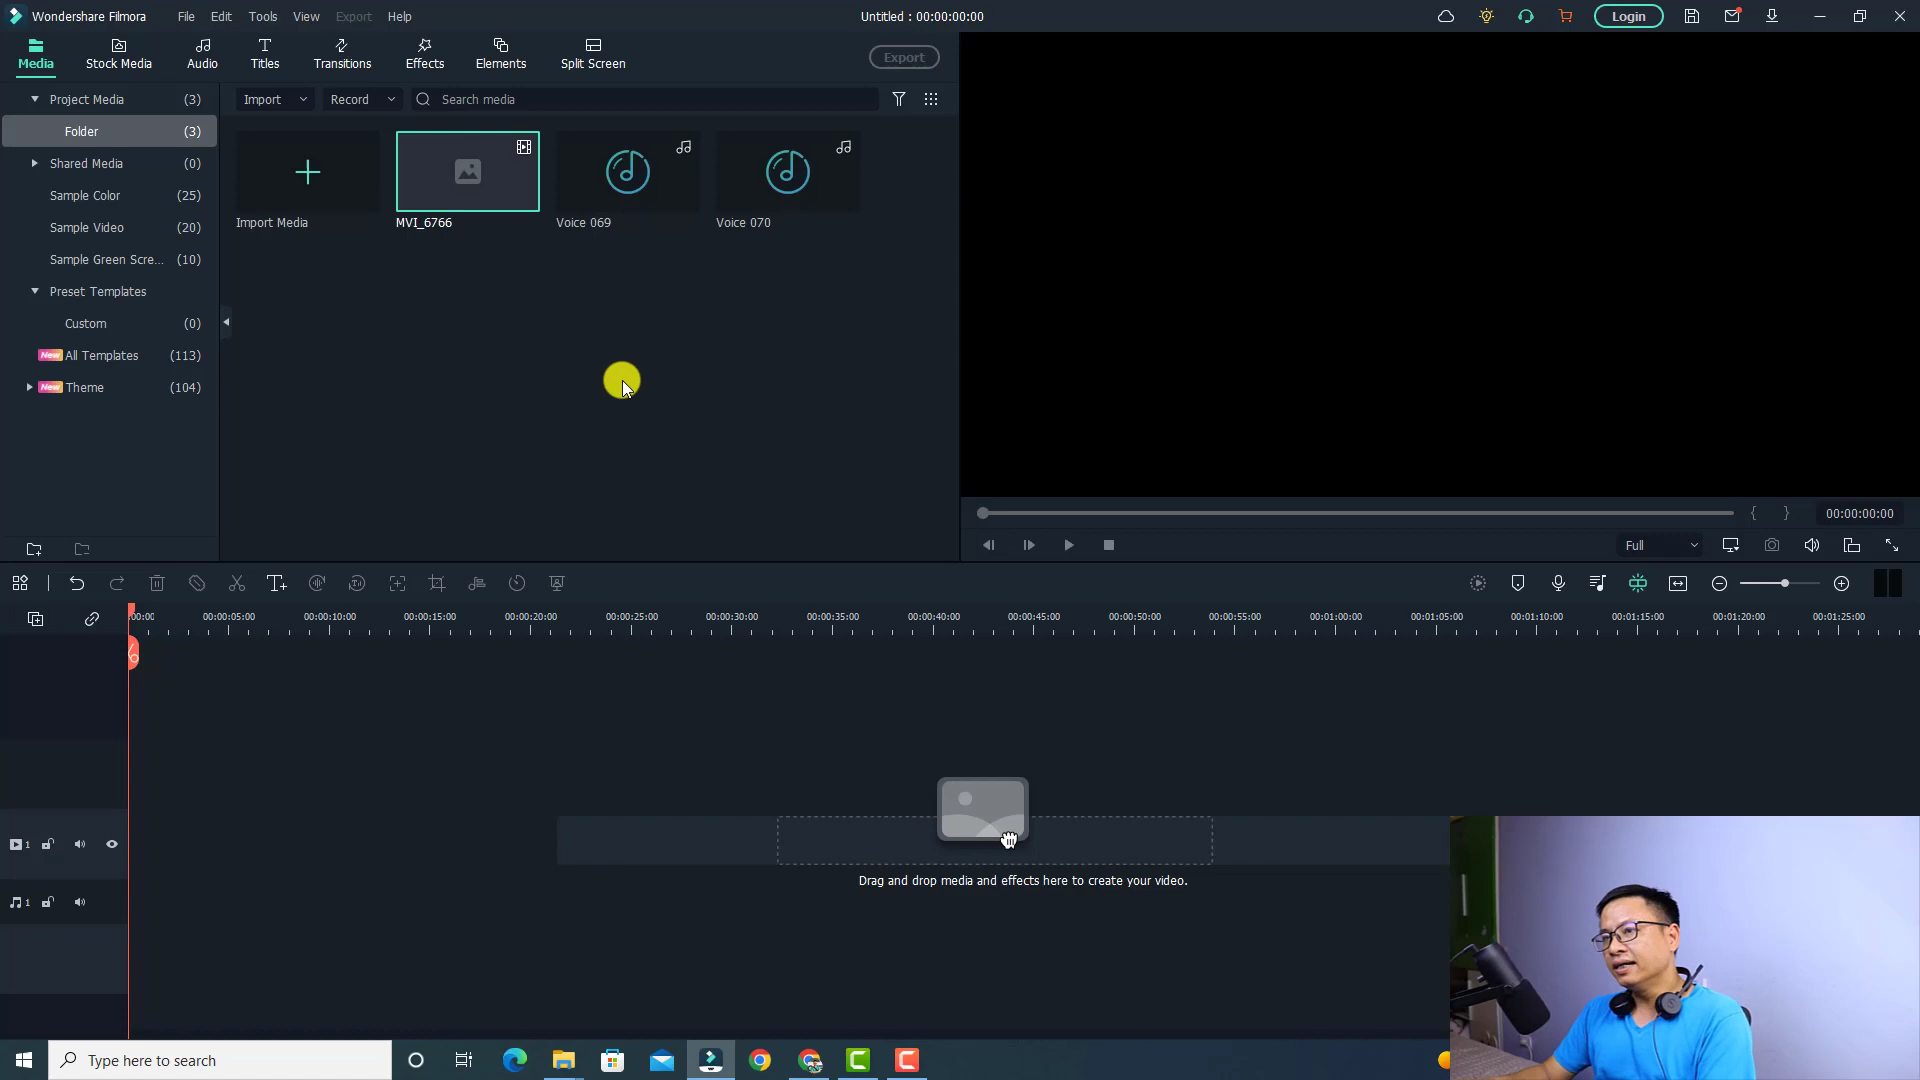 Wondershare Filmora File Edit Tools View Export Help Untitled : 00:00:00:00 Login
Media Stock Media Audio Titles Transitions Effects Elements Split Screen Export
Project Media (3)
Folder (3)
Shared Media (0)
Sample Color (25)
Sample Video (20)
Sample Green Scre... (10)
Preset Templates
Custom (0)
New All Templates (113)
New Theme (104)
Import Record Search media
Import Media MVI_6766 Voice 069 Voice 070
{ } 00:00:00:00
Full
:00:00 00:00:05:00 00:00:10:00 00:00:15:00 00:00:20:00 00:00:25:00 00:00:30:00 00:00:35:00 00:00:40:00 00:00:45:00 00:00:50:00 00:00:55:00 00:01:00:00 00:01:05:00 00:01:10:00 00:01:15:00 00:01:20:00 00:01:25:00
1
Drag and drop media and effects here to create your video.
1
Type here to search